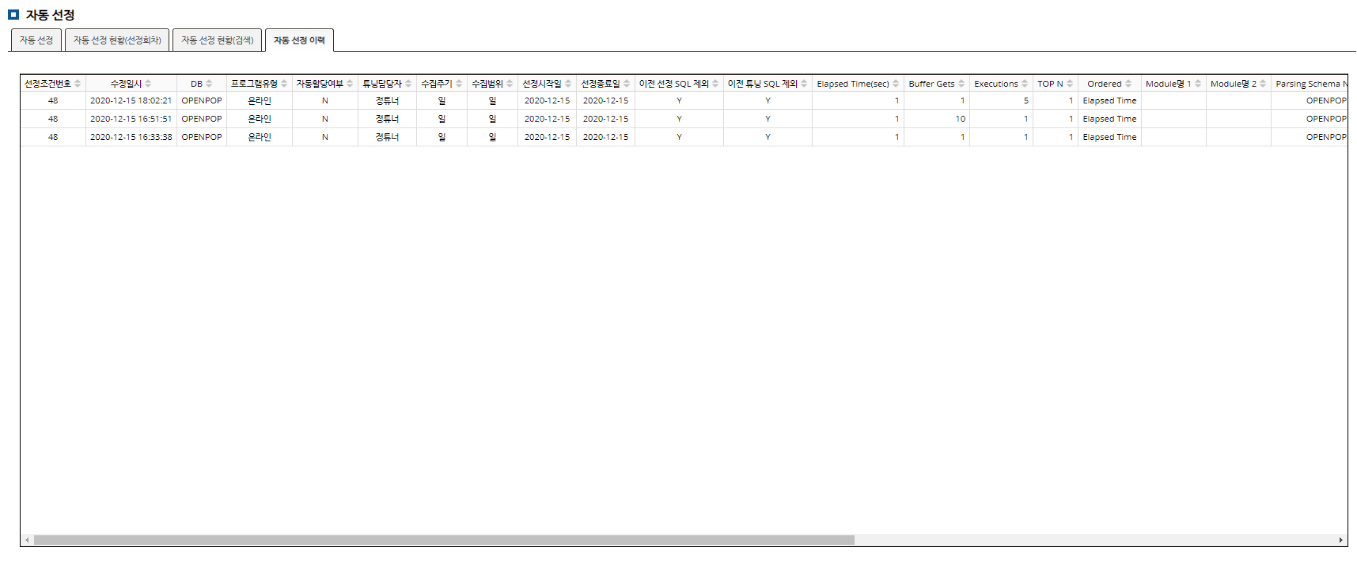 자동 선정
자동 선정 자동 선정 현황(선정회차) 자동 선정 현황(검색) 자동 선정 이력
선정조건번호 수정일시 DB 프로그램유형 자동할당여부 튜닝담당자 수집주기 수집범위 선정시작일 선정종료일 이전 선정 SQL 제외 이전 튜닝 SQL 제외 Elapsed Time(sec) Buffer Gets Executions TOP N Ordered Module명 1 Module명 2 Parsing Schema N
48 2020-12-15 18:02:21 OPENPOP 온라인 N 정튜너 일 일 2020-12-15 2020-12-15 Y Y 1 1 5 1 Elapsed Time OPENPOP
48 2020-12-15 16:51:51 OPENPOP 온라인 N 정튜너 일 일 2020-12-15 2020-12-15 Y Y 1 10 1 1 Elapsed Time OPENPOP
48 2020-12-15 16:33:38 OPENPOP 온라인 N 정튜너 일 일 2020-12-15 2020-12-15 Y Y 1 1 1 1 Elapsed Time OPENPOP